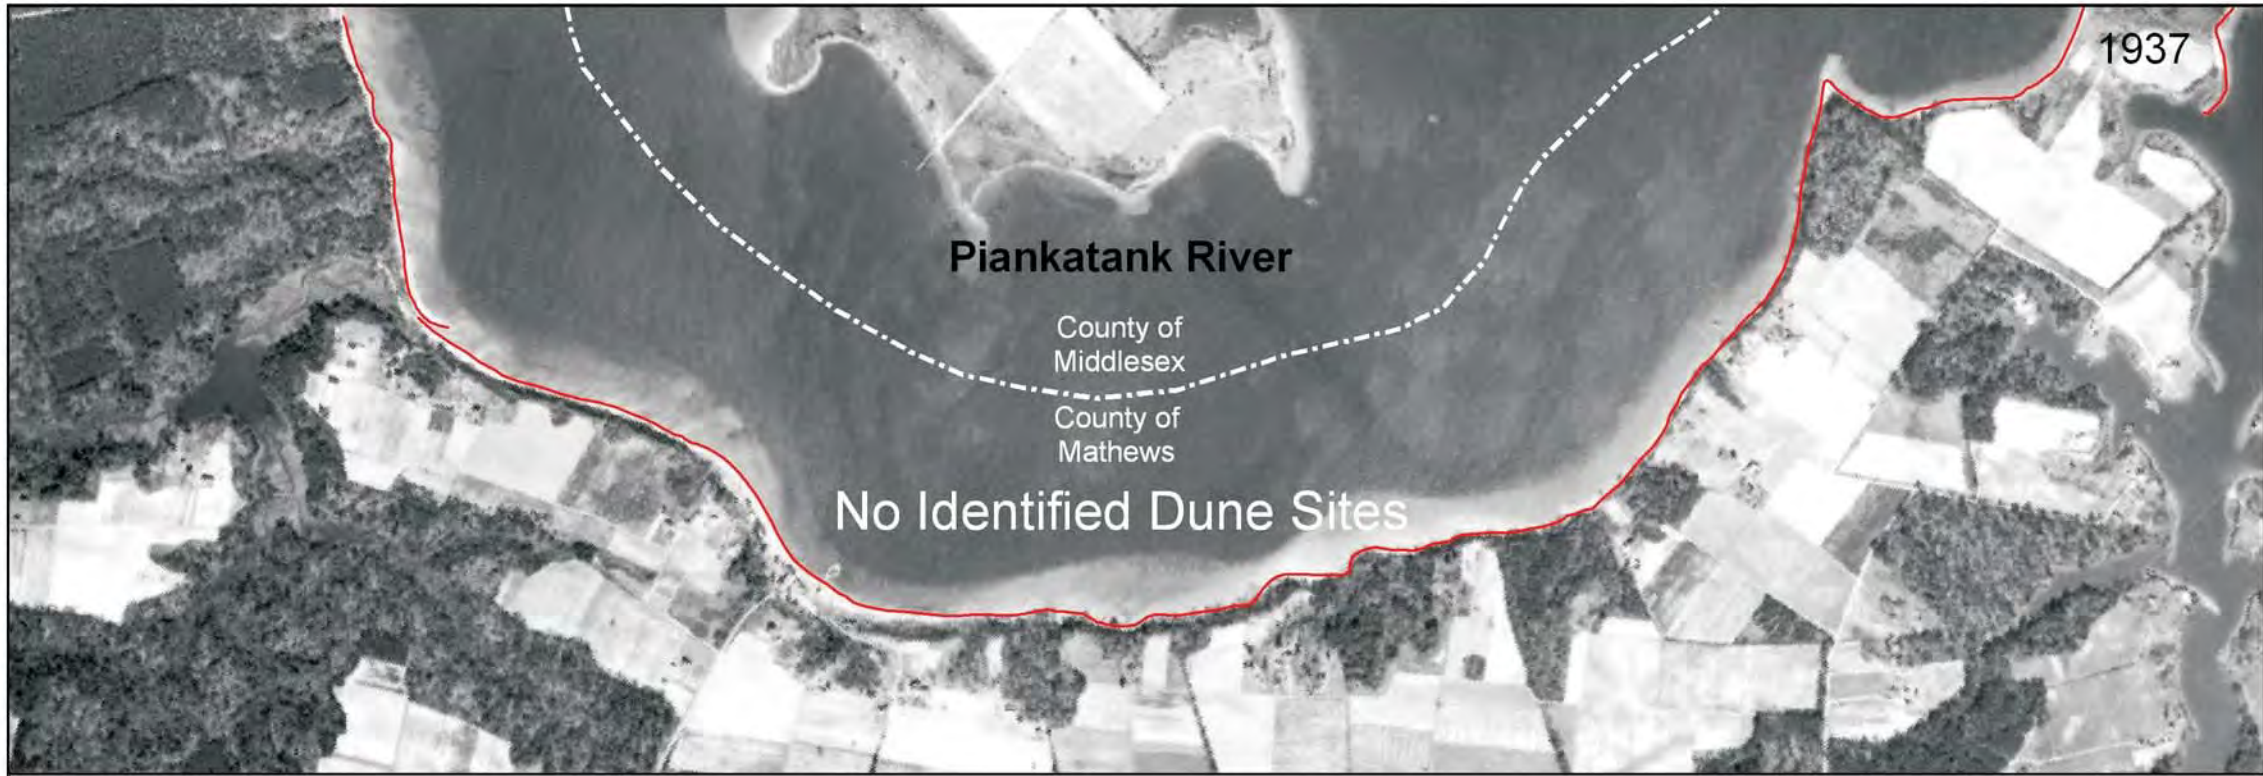 1937
Piankatank River
County of
Middlesex
County of
Mathews
No Identified Dune Sites